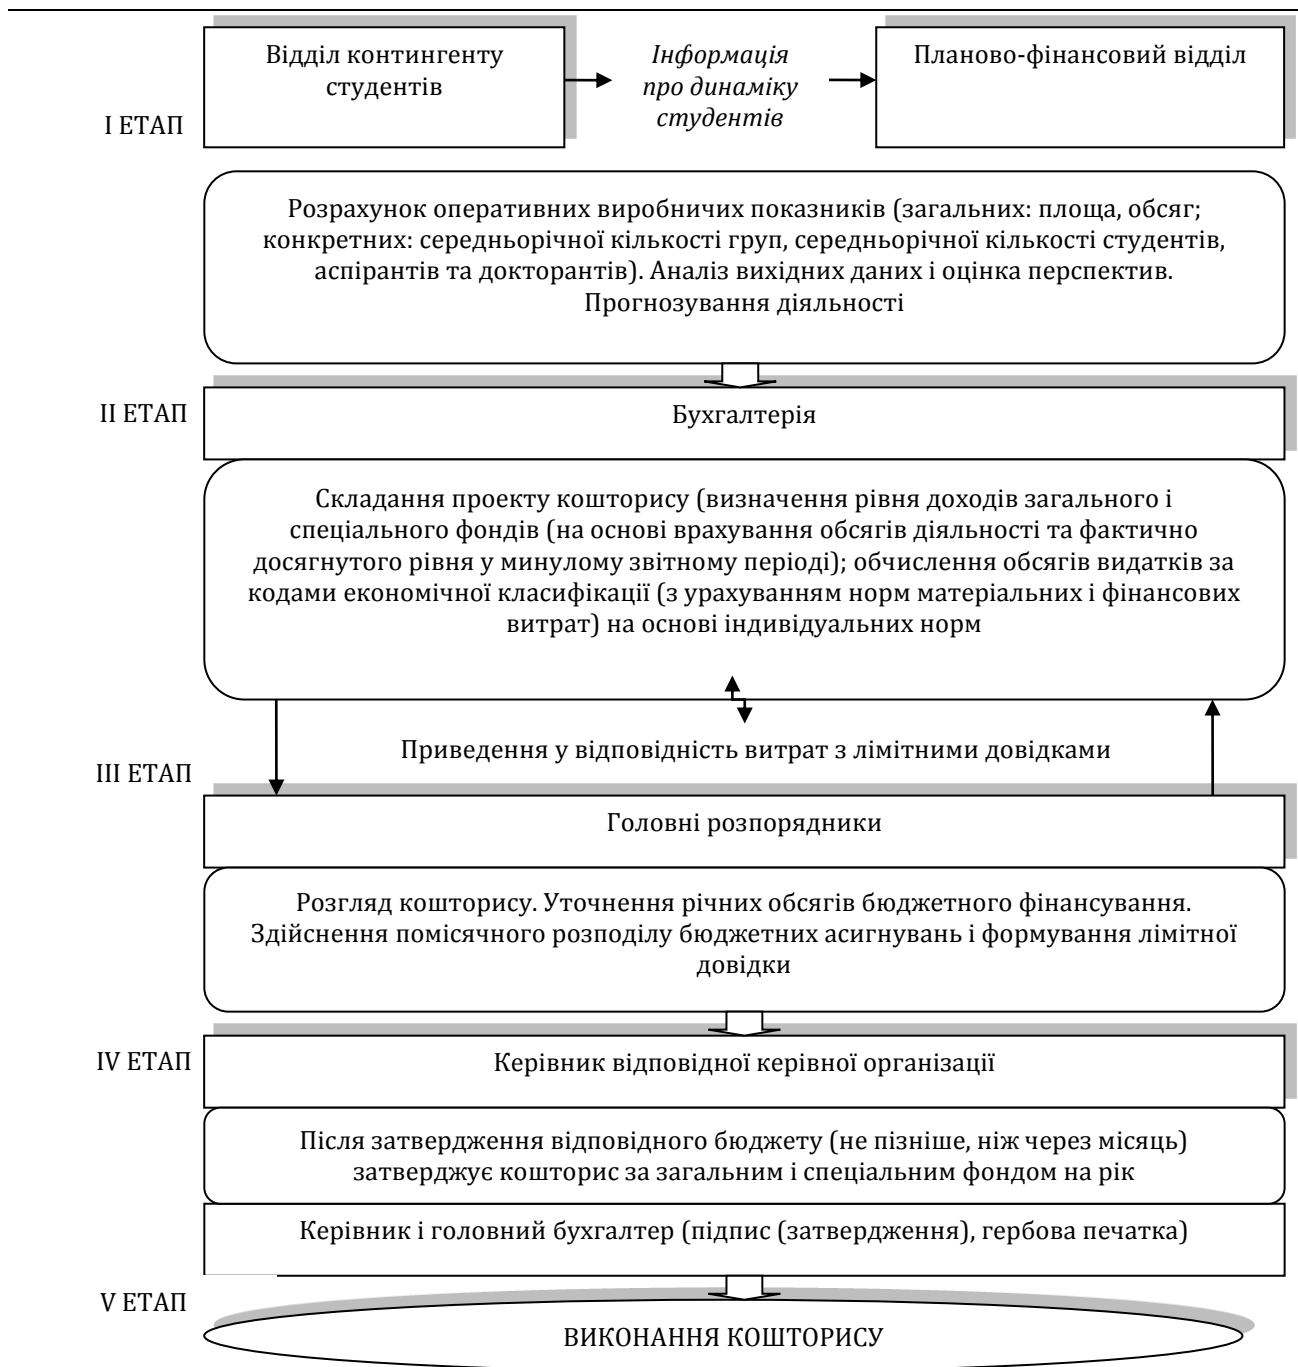 Відділ контингенту
студентів
Інформація
про динаміку
студентів
Планово-фінансовий відділ
І ЕТАП
Розрахунок оперативних виробничих показників (загальних: площа, обсяг;
конкретних: середньорічної кількості груп, середньорічної кількості студентів,
аспірантів та докторантів). Аналіз вихідних даних і оцінка перспектив.
Прогнозування діяльності
ІІ ЕТАП
Бухгалтерія
Складання проекту кошторису (визначення рівня доходів загального і
спеціального фондів (на основі врахування обсягів діяльності та фактично
досягнутого рівня у минулому звітному періоді); обчислення обсягів видатків за
кодами економічної класифікації (з урахуванням норм матеріальних і фінансових
витрат) на основі індивідуальних норм
Приведення у відповідність витрат з лімітними довідками
ІІІ ЕТАП
Головні розпорядники
Розгляд кошторису. Уточнення річних обсягів бюджетного фінансування.
Здійснення помісячного розподілу бюджетних асигнувань і формування лімітної
довідки
IV ЕТАП
Керівник відповідної керівної організації
Після затвердження відповідного бюджету (не пізніше, ніж через місяць)
затверджує кошторис за загальним і спеціальним фондом на рік
Керівник і головний бухгалтер (підпис (затвердження), гербова печатка)
V ЕТАП
ВИКОНАННЯ КОШТОРИСУ